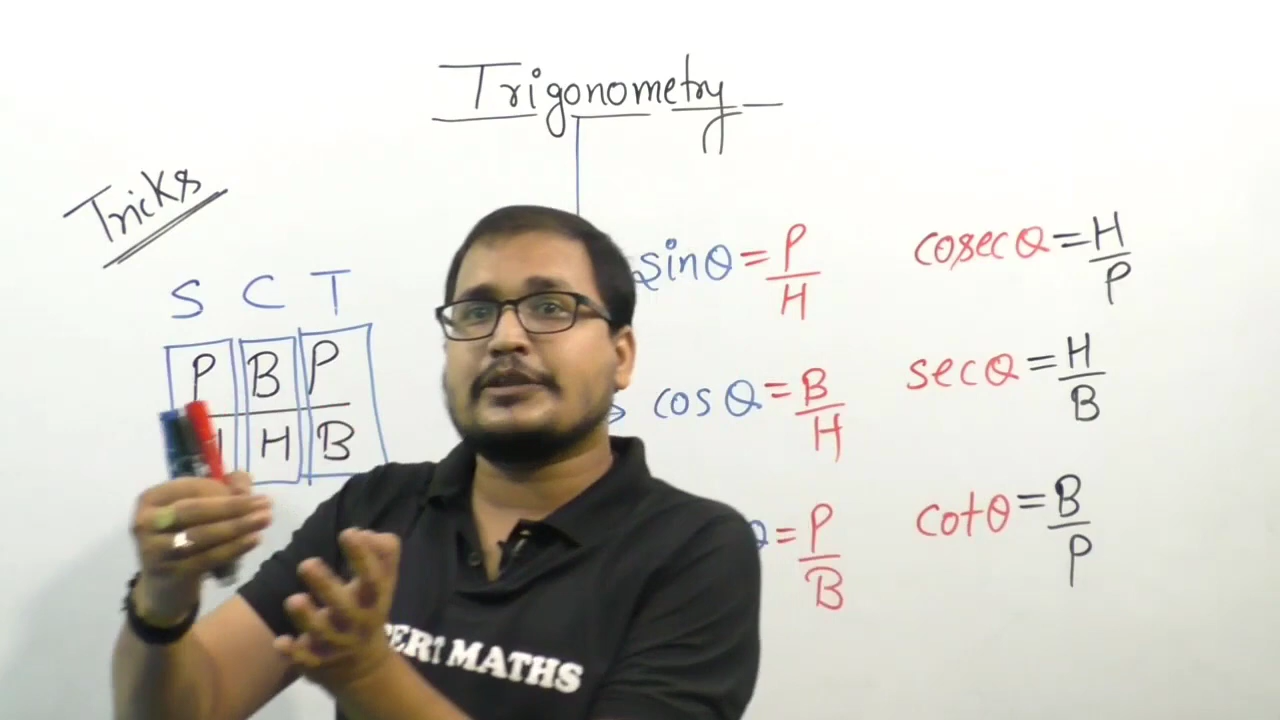 Trigonometry
Tricks
S C T
P B P
H B
sinθ = P/H
cosθ = B/H
θ = P/B
cosecθ = H/P
secθ = H/B
cotθ = B/P
MATHS